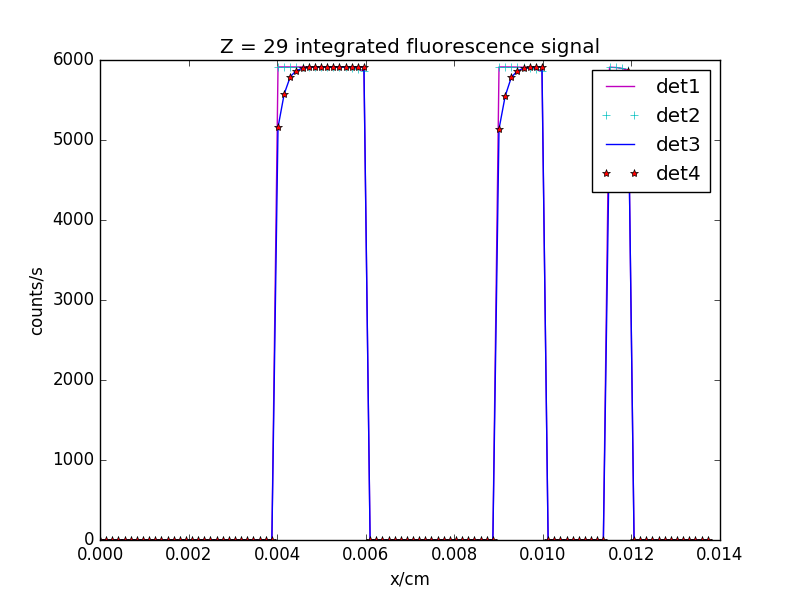 Z = 29 integrated fluorescence signal
6000
5000
4000
3000
2000
1000
0
counts/s
det1
det2
det3
det4
0.000 0.002 0.004 0.006 0.008 0.010 0.012 0.014
x/cm